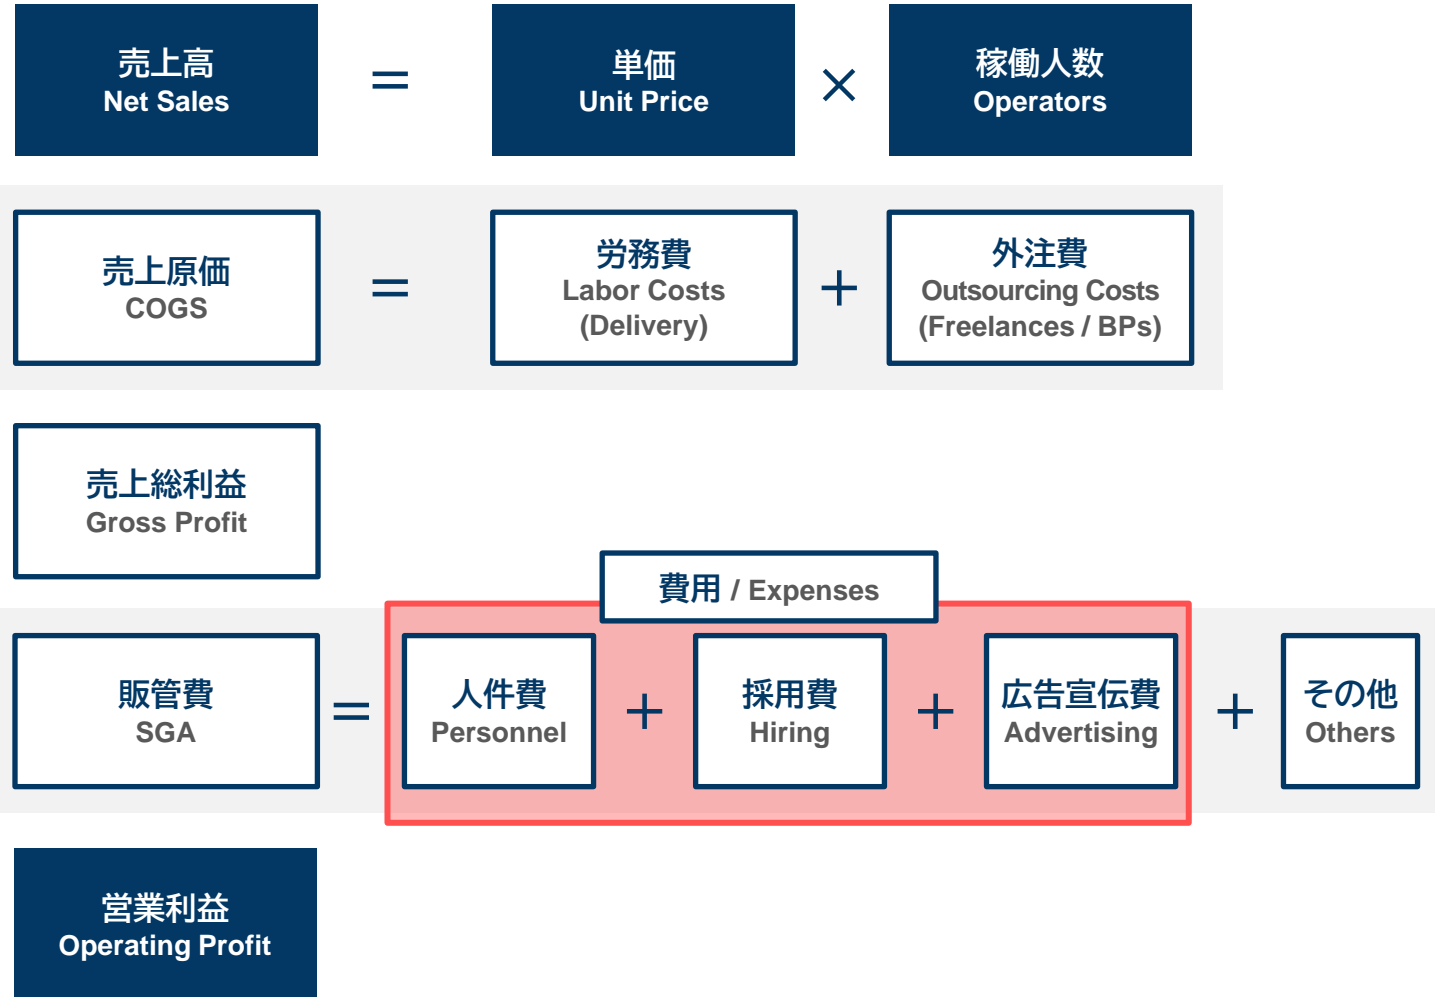 売上高
Net Sales
=
単価
Unit Price
×
稼働人数
Operators
売上原価
COGS
=
労務費
Labor Costs
(Delivery)
+
外注費
Outsourcing Costs
(Freelances / BPs)
売上総利益
Gross Profit
費用 / Expenses
販管費
SGA
=
人件費
Personnel
+
採用費
Hiring
+
広告宣伝費
Advertising
+
その他
Others
営業利益
Operating Profit